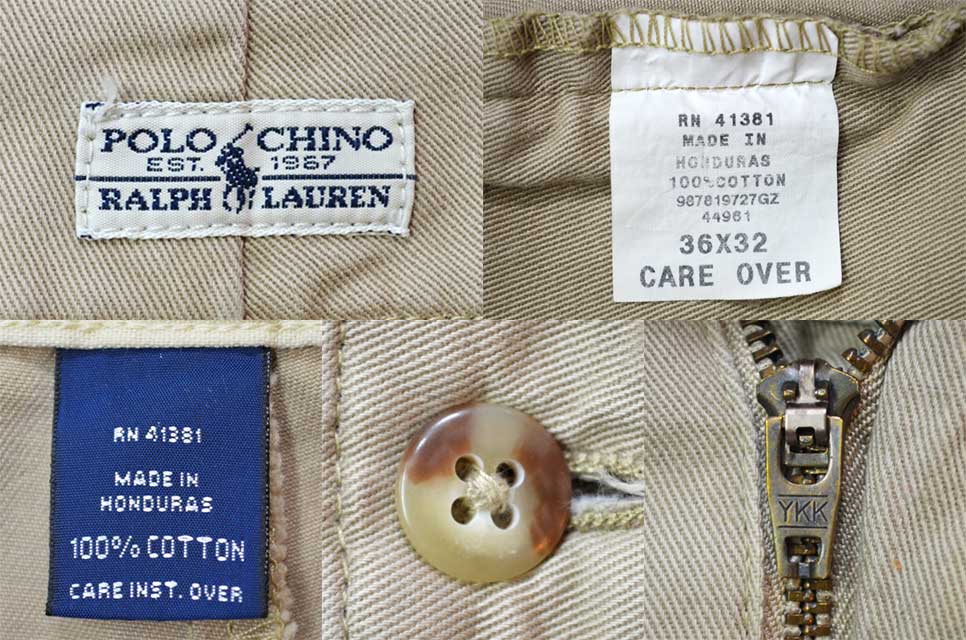 POLO CHINO
EST. 1967
RALPH LAUREN
RN 41381
MADE IN
HONDURAS
100%COTTON
987819727GZ
44961
36X32
CARE OVER
RN 41381
MADE IN
HONDURAS
100% COTTON
CARE INST. OVER
YKK